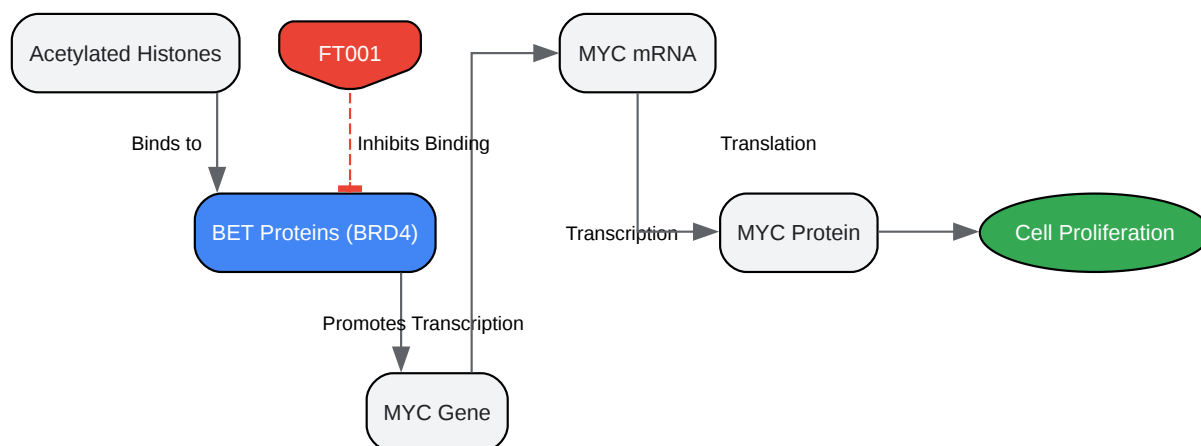 Acetylated Histones
FT001
MYC mRNA
Binds to
Inhibits Binding
Translation
BET Proteins (BRD4)
Transcription
MYC Protein
Cell Proliferation
Promotes Transcription
MYC Gene